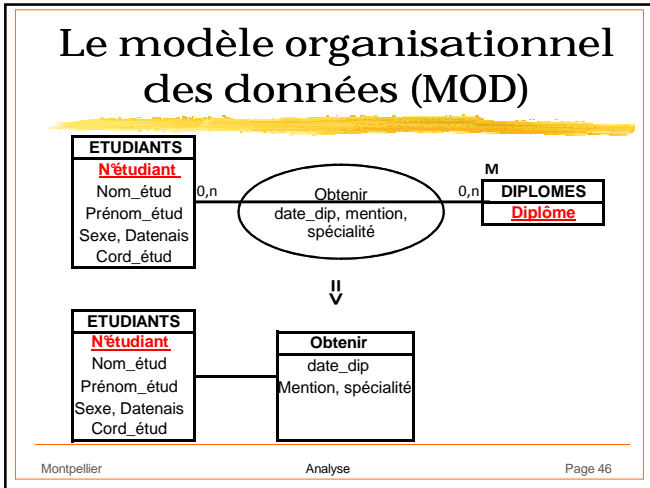 Le modèle organisationnel
des données (MOD)
ETUDIANTS
N°étudiant
Nom_étud
Prénom_étud
Sexe, Datenais
Cord_étud
0,n
Obtenir
date_dip, mention,
spécialité
0,n
M
DIPLOMES
Diplôme
=>
ETUDIANTS
N°étudiant
Nom_étud
Prénom_étud
Sexe, Datenais
Cord_étud
Obtenir
date_dip
Mention, spécialité
Montpellier
Analyse
Page 46